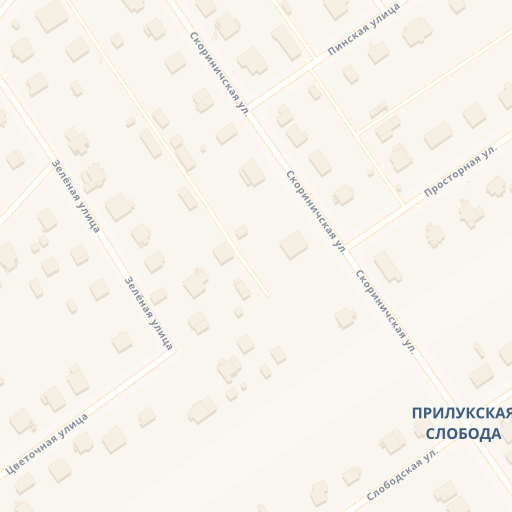 Скориничская ул.
Пинская улица
Просторная ул.
Зелёная улица
Скориничская ул.
Зелёная улица
Скориничская ул.
Цветочная улица
ПРИЛУКСКАЯ
СЛОБОДА
Слободская ул.